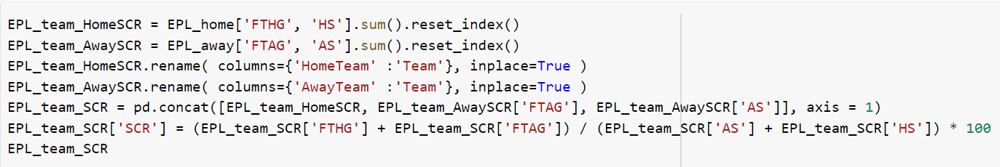 EPL_team_HomeSCR = EPL_home['FTHG', 'HS'].sum().reset_index()
EPL_team_AwaySCR = EPL_away['FTAG', 'AS'].sum().reset_index()
EPL_team_HomeSCR.rename( columns={'HomeTeam' :'Team'}, inplace=True )
EPL_team_AwaySCR.rename( columns={'AwayTeam' :'Team'}, inplace=True )
EPL_team_SCR = pd.concat([EPL_team_HomeSCR, EPL_team_AwaySCR['FTAG'], EPL_team_AwaySCR['AS']], axis = 1)
EPL_team_SCR['SCR'] = (EPL_team_SCR['FTHG'] + EPL_team_SCR['FTAG']) / (EPL_team_SCR['AS'] + EPL_team_SCR['HS']) * 100
EPL_team_SCR